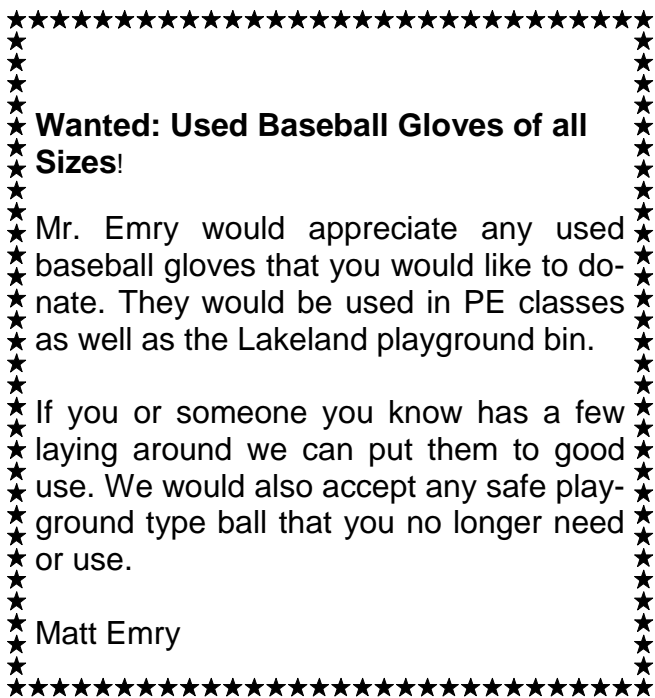 Wanted: Used Baseball Gloves of all
Sizes!
Mr. Emry would appreciate any used
baseball gloves that you would like to do-
nate. They would be used in PE classes
as well as the Lakeland playground bin.
If you or someone you know has a few
laying around we can put them to good
use. We would also accept any safe play-
ground type ball that you no longer need
or use.
Matt Emry